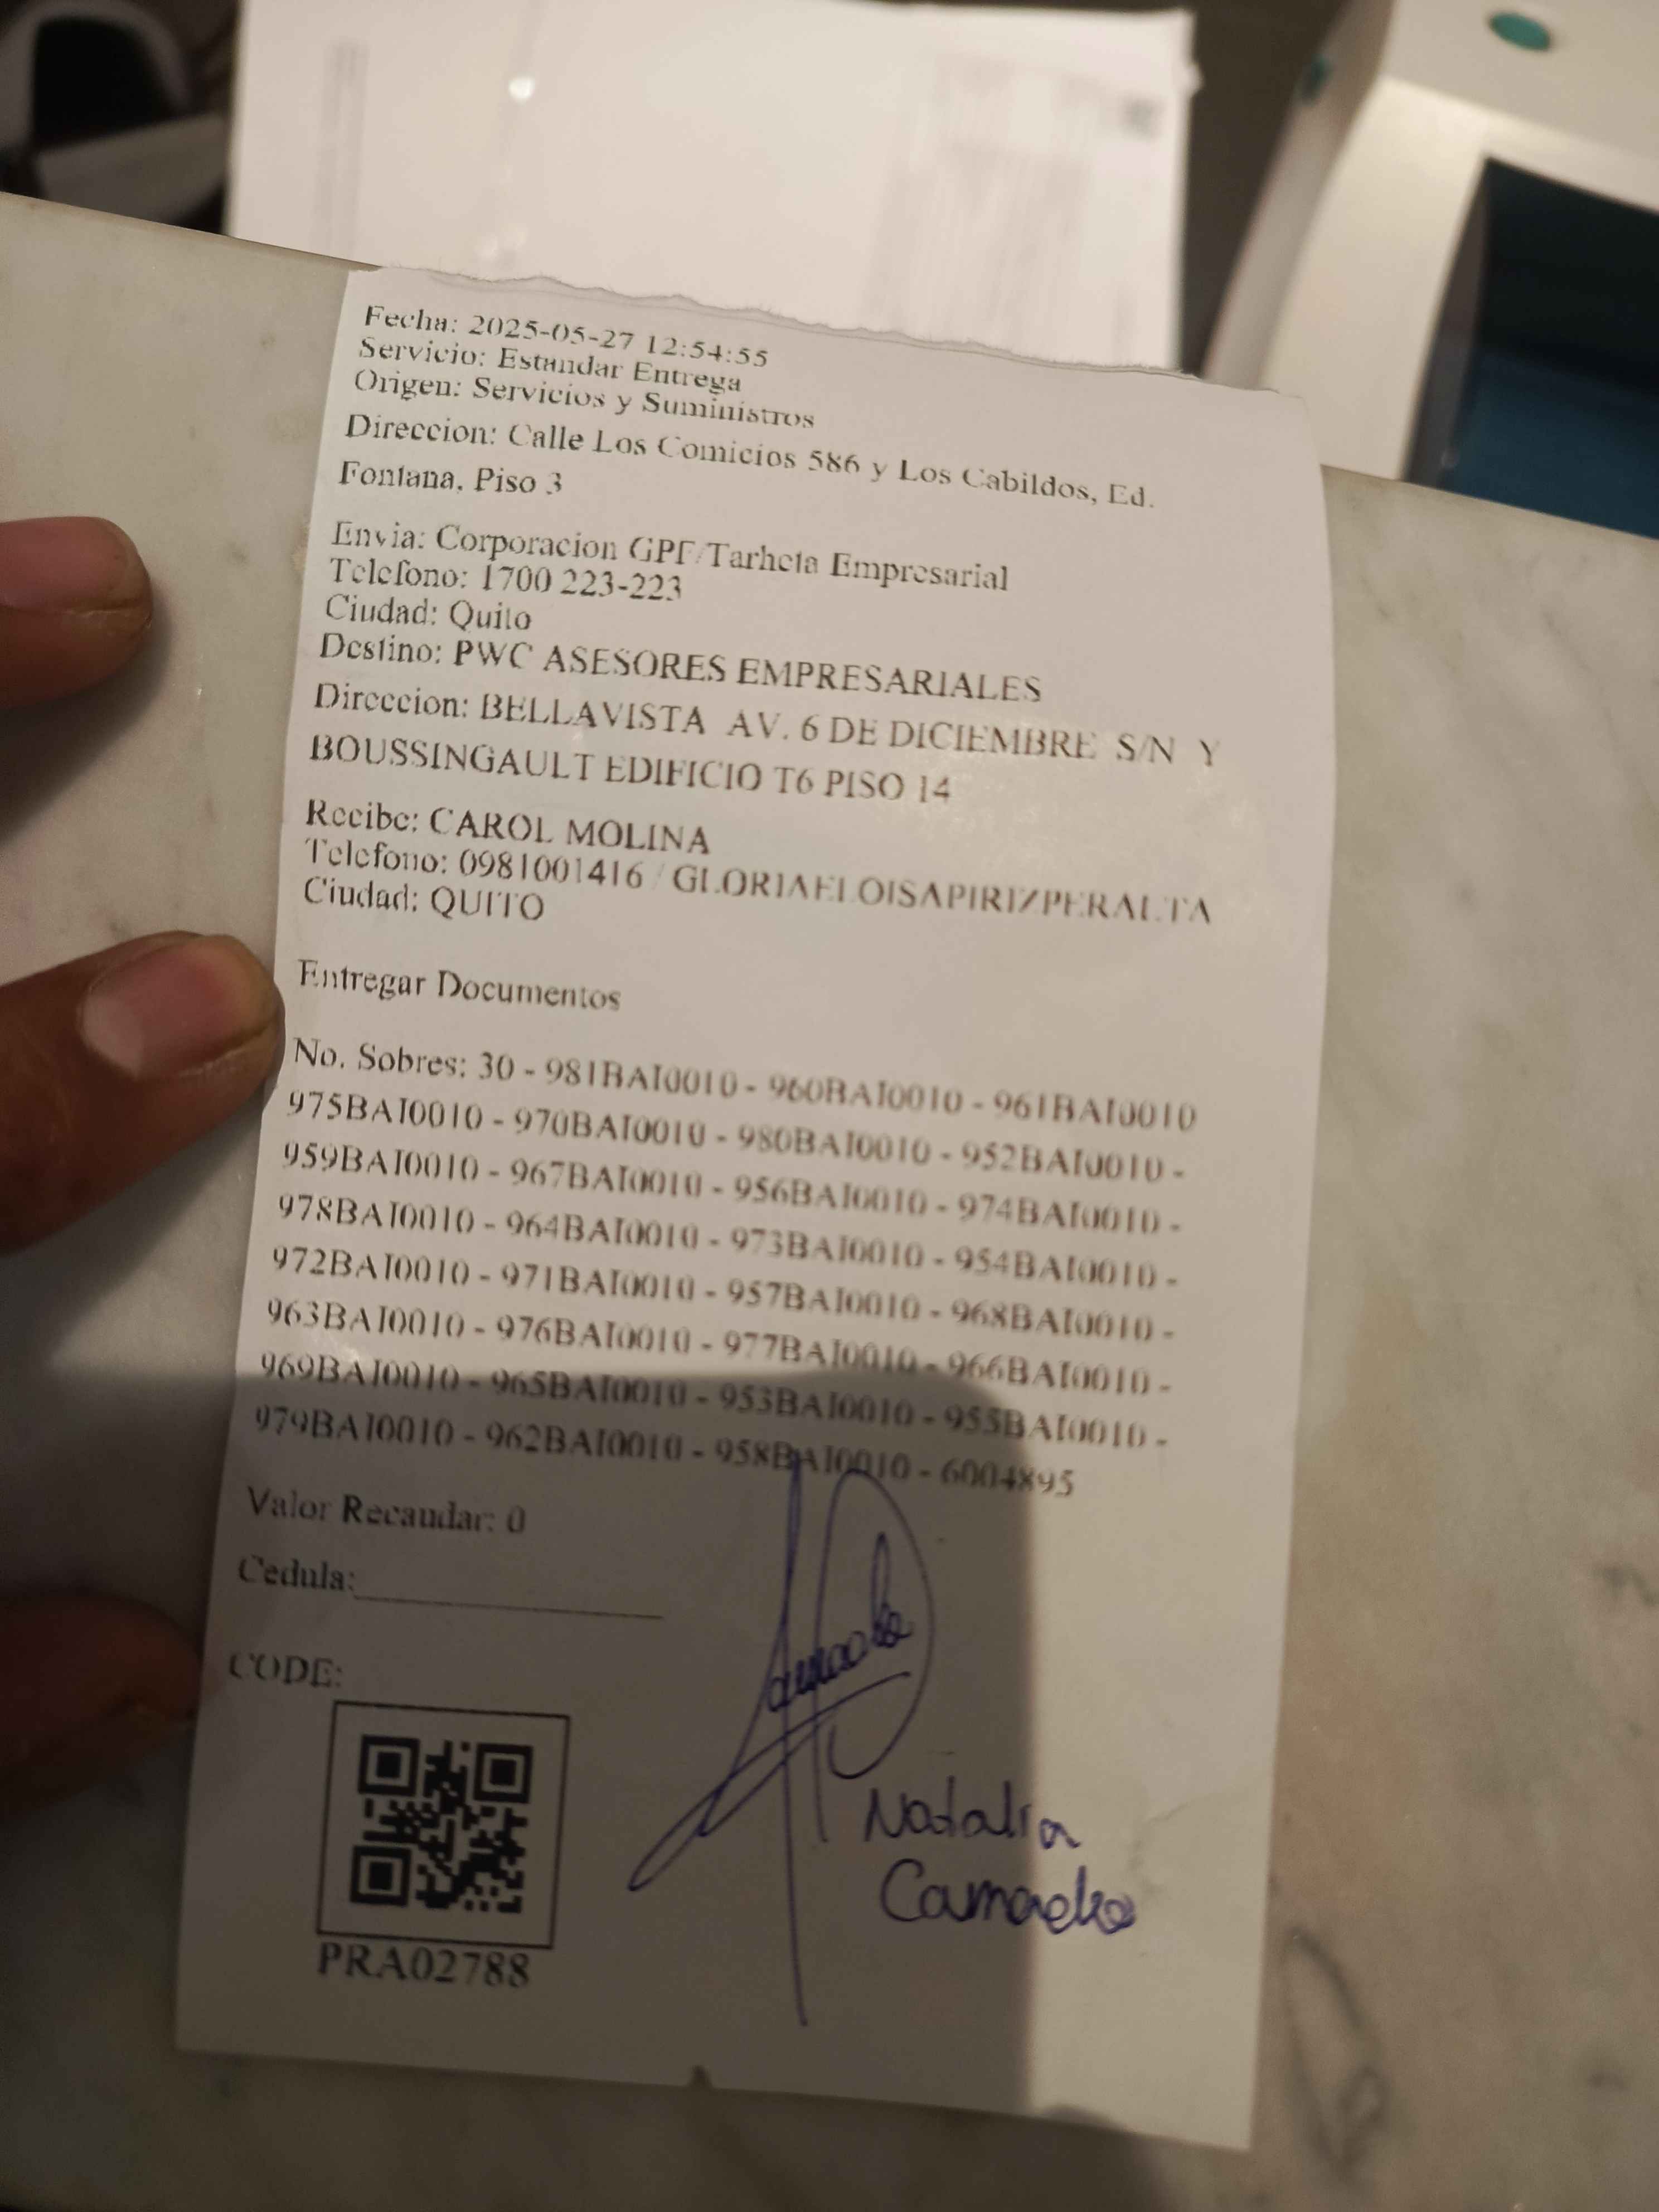 Fecha: 2025-05-27 12:54:55
Servicio: Estandar Entrega
Origen: Servicios y Suministros
Direccion: Calle Los Comicios 586 y Los Cabildos, Ed.
Fontana, Piso 3
Envia: Corporacion GPF/Tarheta Empresarial
Telefono: 1700 223-223
Ciudad: Quito
Destino: PWC ASESORES EMPRESARIALES
Direccion: BELLAVISTA AV. 6 DE DICIEMBRE S/N Y
BOUSSINGAULT EDIFICIO T6 PISO 14
Recibe: CAROL MOLINA
Telefono: 0981001416 / GLORIAELOISAPIRIZPERALTA
Ciudad: QUITO
Entregar Documentos
No. Sobres: 30 - 981BAI0010 - 960BAI0010 - 961BAI0010
975BAI0010 - 970BAI0010 - 980BAI0010 - 952BAI0010 -
959BAI0010 - 967BAI0010 - 956BAI0010 - 974BAI0010 -
978BAI0010 - 964BAI0010 - 973BAI0010 - 954BAI0010 -
972BAI0010 - 971BAI0010 - 957BAI0010 - 968BAI0010 -
963BAI0010 - 976BAI0010 - 977BAI0010 - 966BAI0010 -
969BAI0010 - 965BAI0010 - 953BAI0010 - 955BAI0010 -
979BAI0010 - 962BAI0010 - 958BAI0010 - 6004895
Valor Recaudar: 0
Cedula:
CODE:
Natalia
Camacho
PRA02788